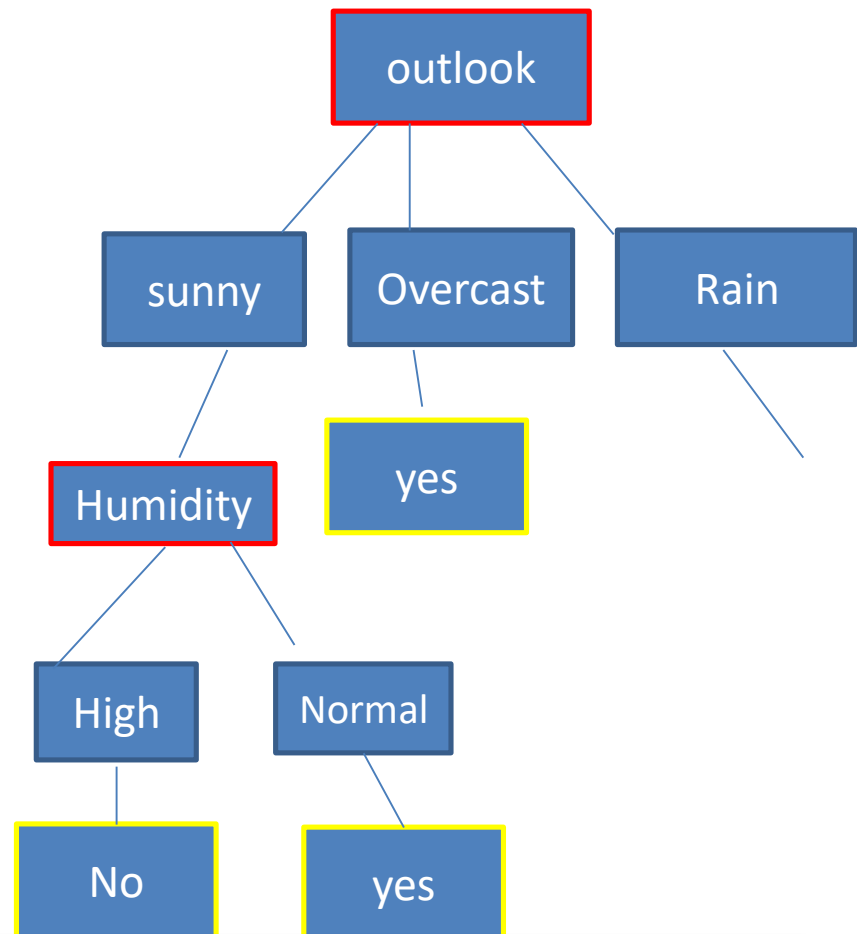 outlook
sunny
Overcast
Rain
Humidity
yes
High
Normal
No
yes